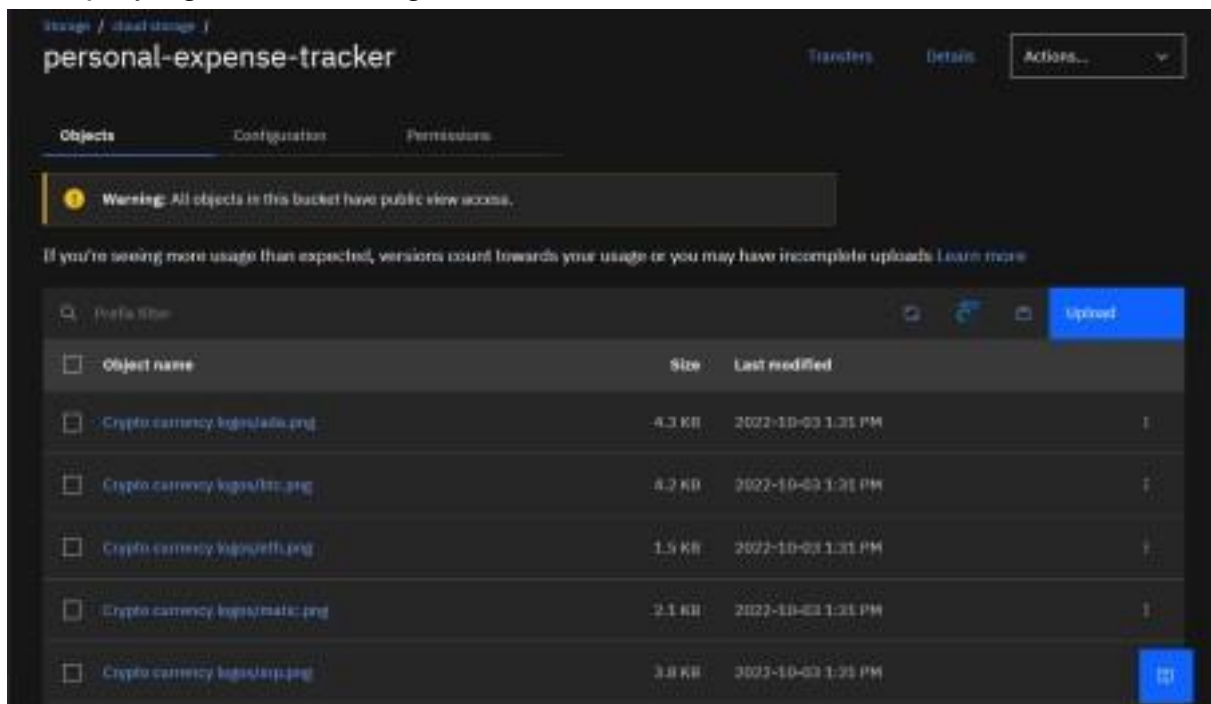 Storage / cloud storage /
personal-expense-tracker
Transfers Details Actions...
Objects Configuration Permissions
Warning: All objects in this bucket have public view access.
If you're seeing more usage than expected, versions count towards your usage or you may have incomplete uploads Learn more
Prefix filter Upload
Object name Size Last modified
Crypto currency logos/ada.png 4.3 KB 2022-10-03 1:31 PM
Crypto currency logos/btc.png 4.2 KB 2022-10-03 1:31 PM
Crypto currency logos/eth.png 1.5 KB 2022-10-03 1:31 PM
Crypto currency logos/matic.png 2.1 KB 2022-10-03 1:31 PM
Crypto currency 3.8 KB 2022-10-03 1:31 PM